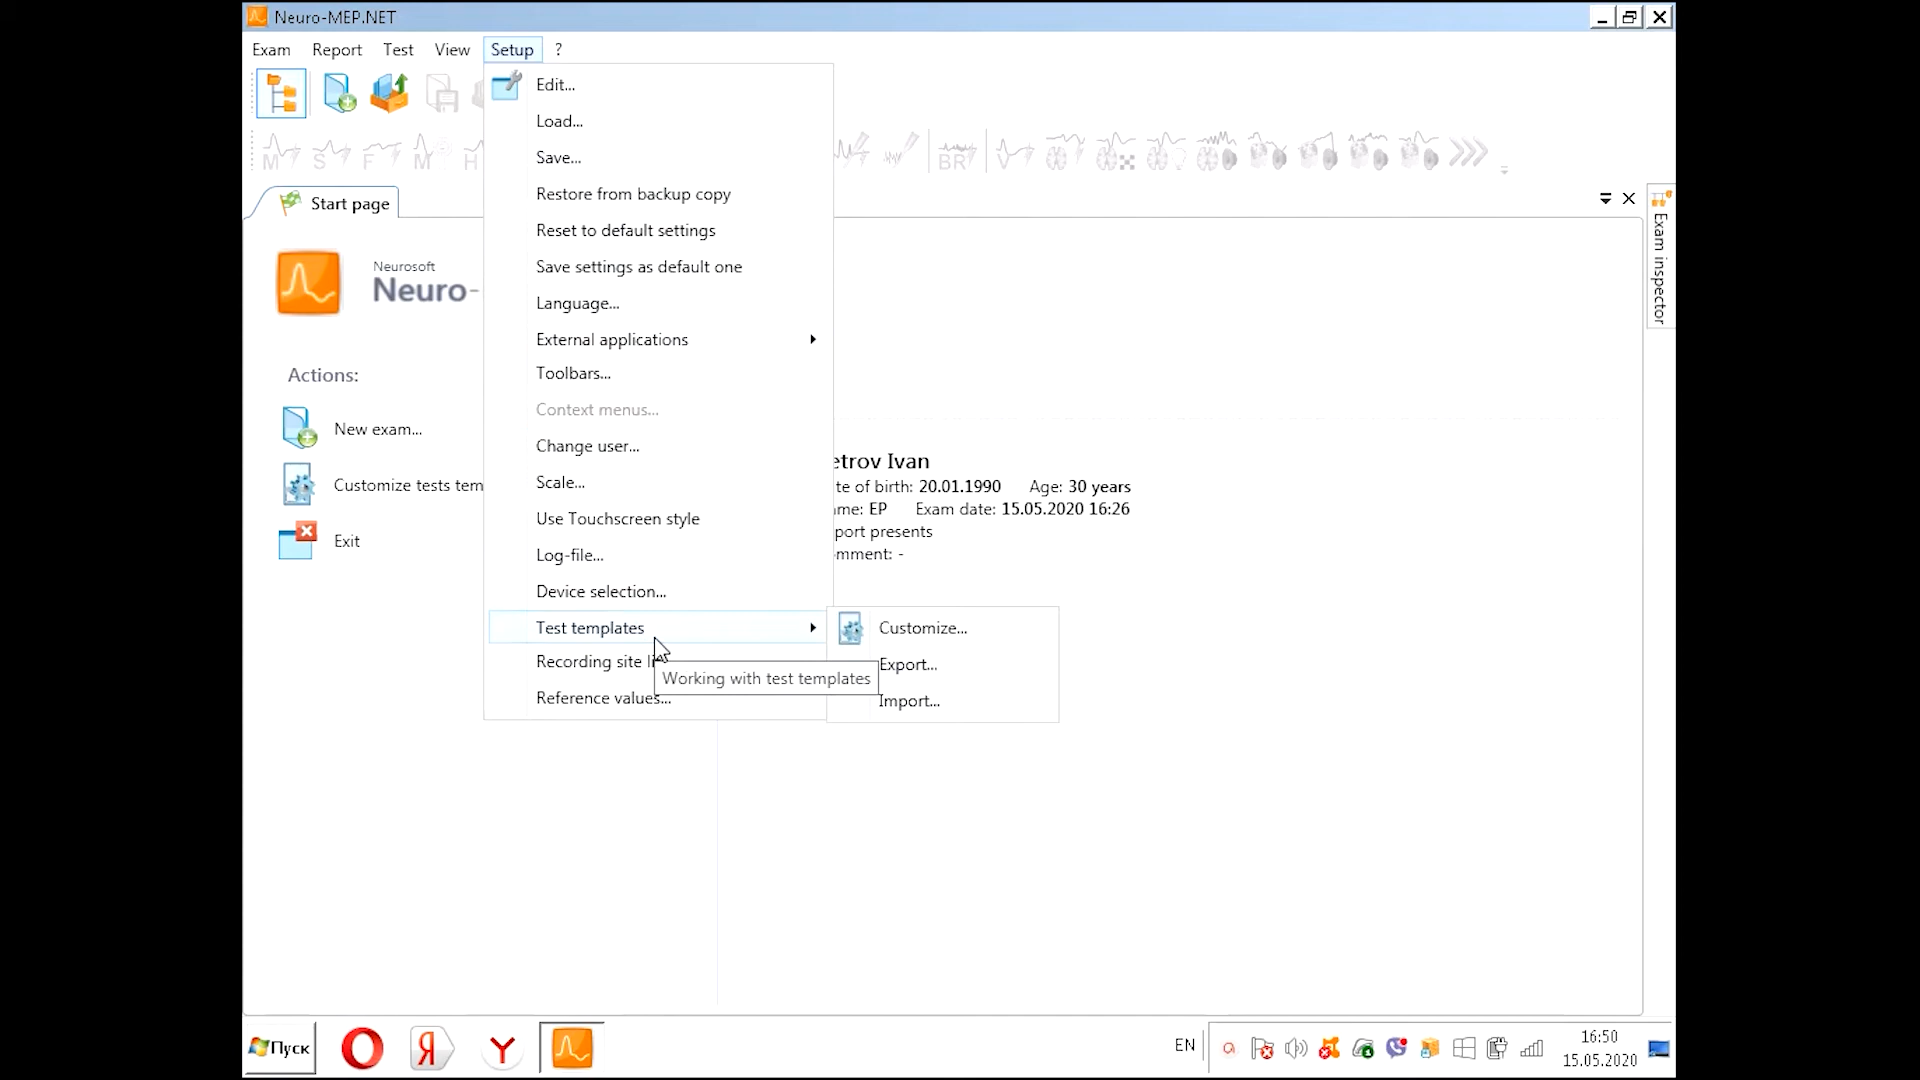 Neuro-MEP.NET
Exam Report Test View Setup ?
Edit...
Load...
Save...
Restore from backup copy
Reset to default settings
Save settings as default one
Language...
External applications
Toolbars...
Context menus...
Change user...
Scale...
Use Touchscreen style
Log-file...
Device selection...
Test templates
Recording site li
Reference values...
Customize...
Export...
Import...
Working with test templates
M S F M H
BR
Start page
Exam inspector
Neurosoft
Neuro-
Actions:
New exam...
Customize tests tem
Exit
etrov Ivan
te of birth: 20.01.1990 Age: 30 years
me: EP Exam date: 15.05.2020 16:26
port presents
mment: -
Пуск
Я
EN
16:50
15.05.2020